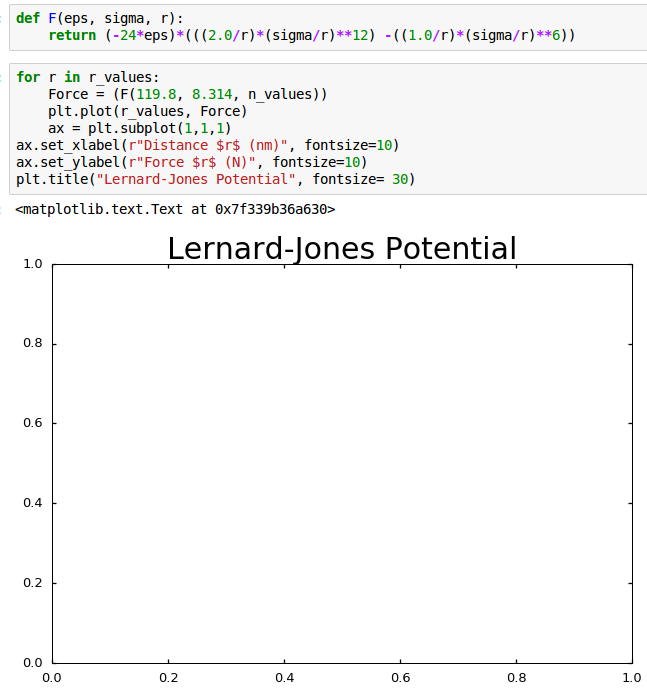 def F(eps, sigma, r):
    return (-24*eps)*(((2.0/r)*(sigma/r)**12) -((1.0/r)*(sigma/r)**6))
for r in r_values:
    Force = (F(119.8, 8.314, n_values))
    plt.plot(r_values, Force)
    ax = plt.subplot(1,1,1)
ax.set_xlabel(r"Distance $r$ (nm)", fontsize=10)
ax.set_ylabel(r"Force $r$ (N)", fontsize=10)
plt.title("Lernard-Jones Potential", fontsize= 30)
<matplotlib.text.Text at 0x7f339b36a630>
Lernard-Jones Potential
1.0
0.8
0.6
0.4
0.2
0.0
0.0 0.2 0.4 0.6 0.8 1.0